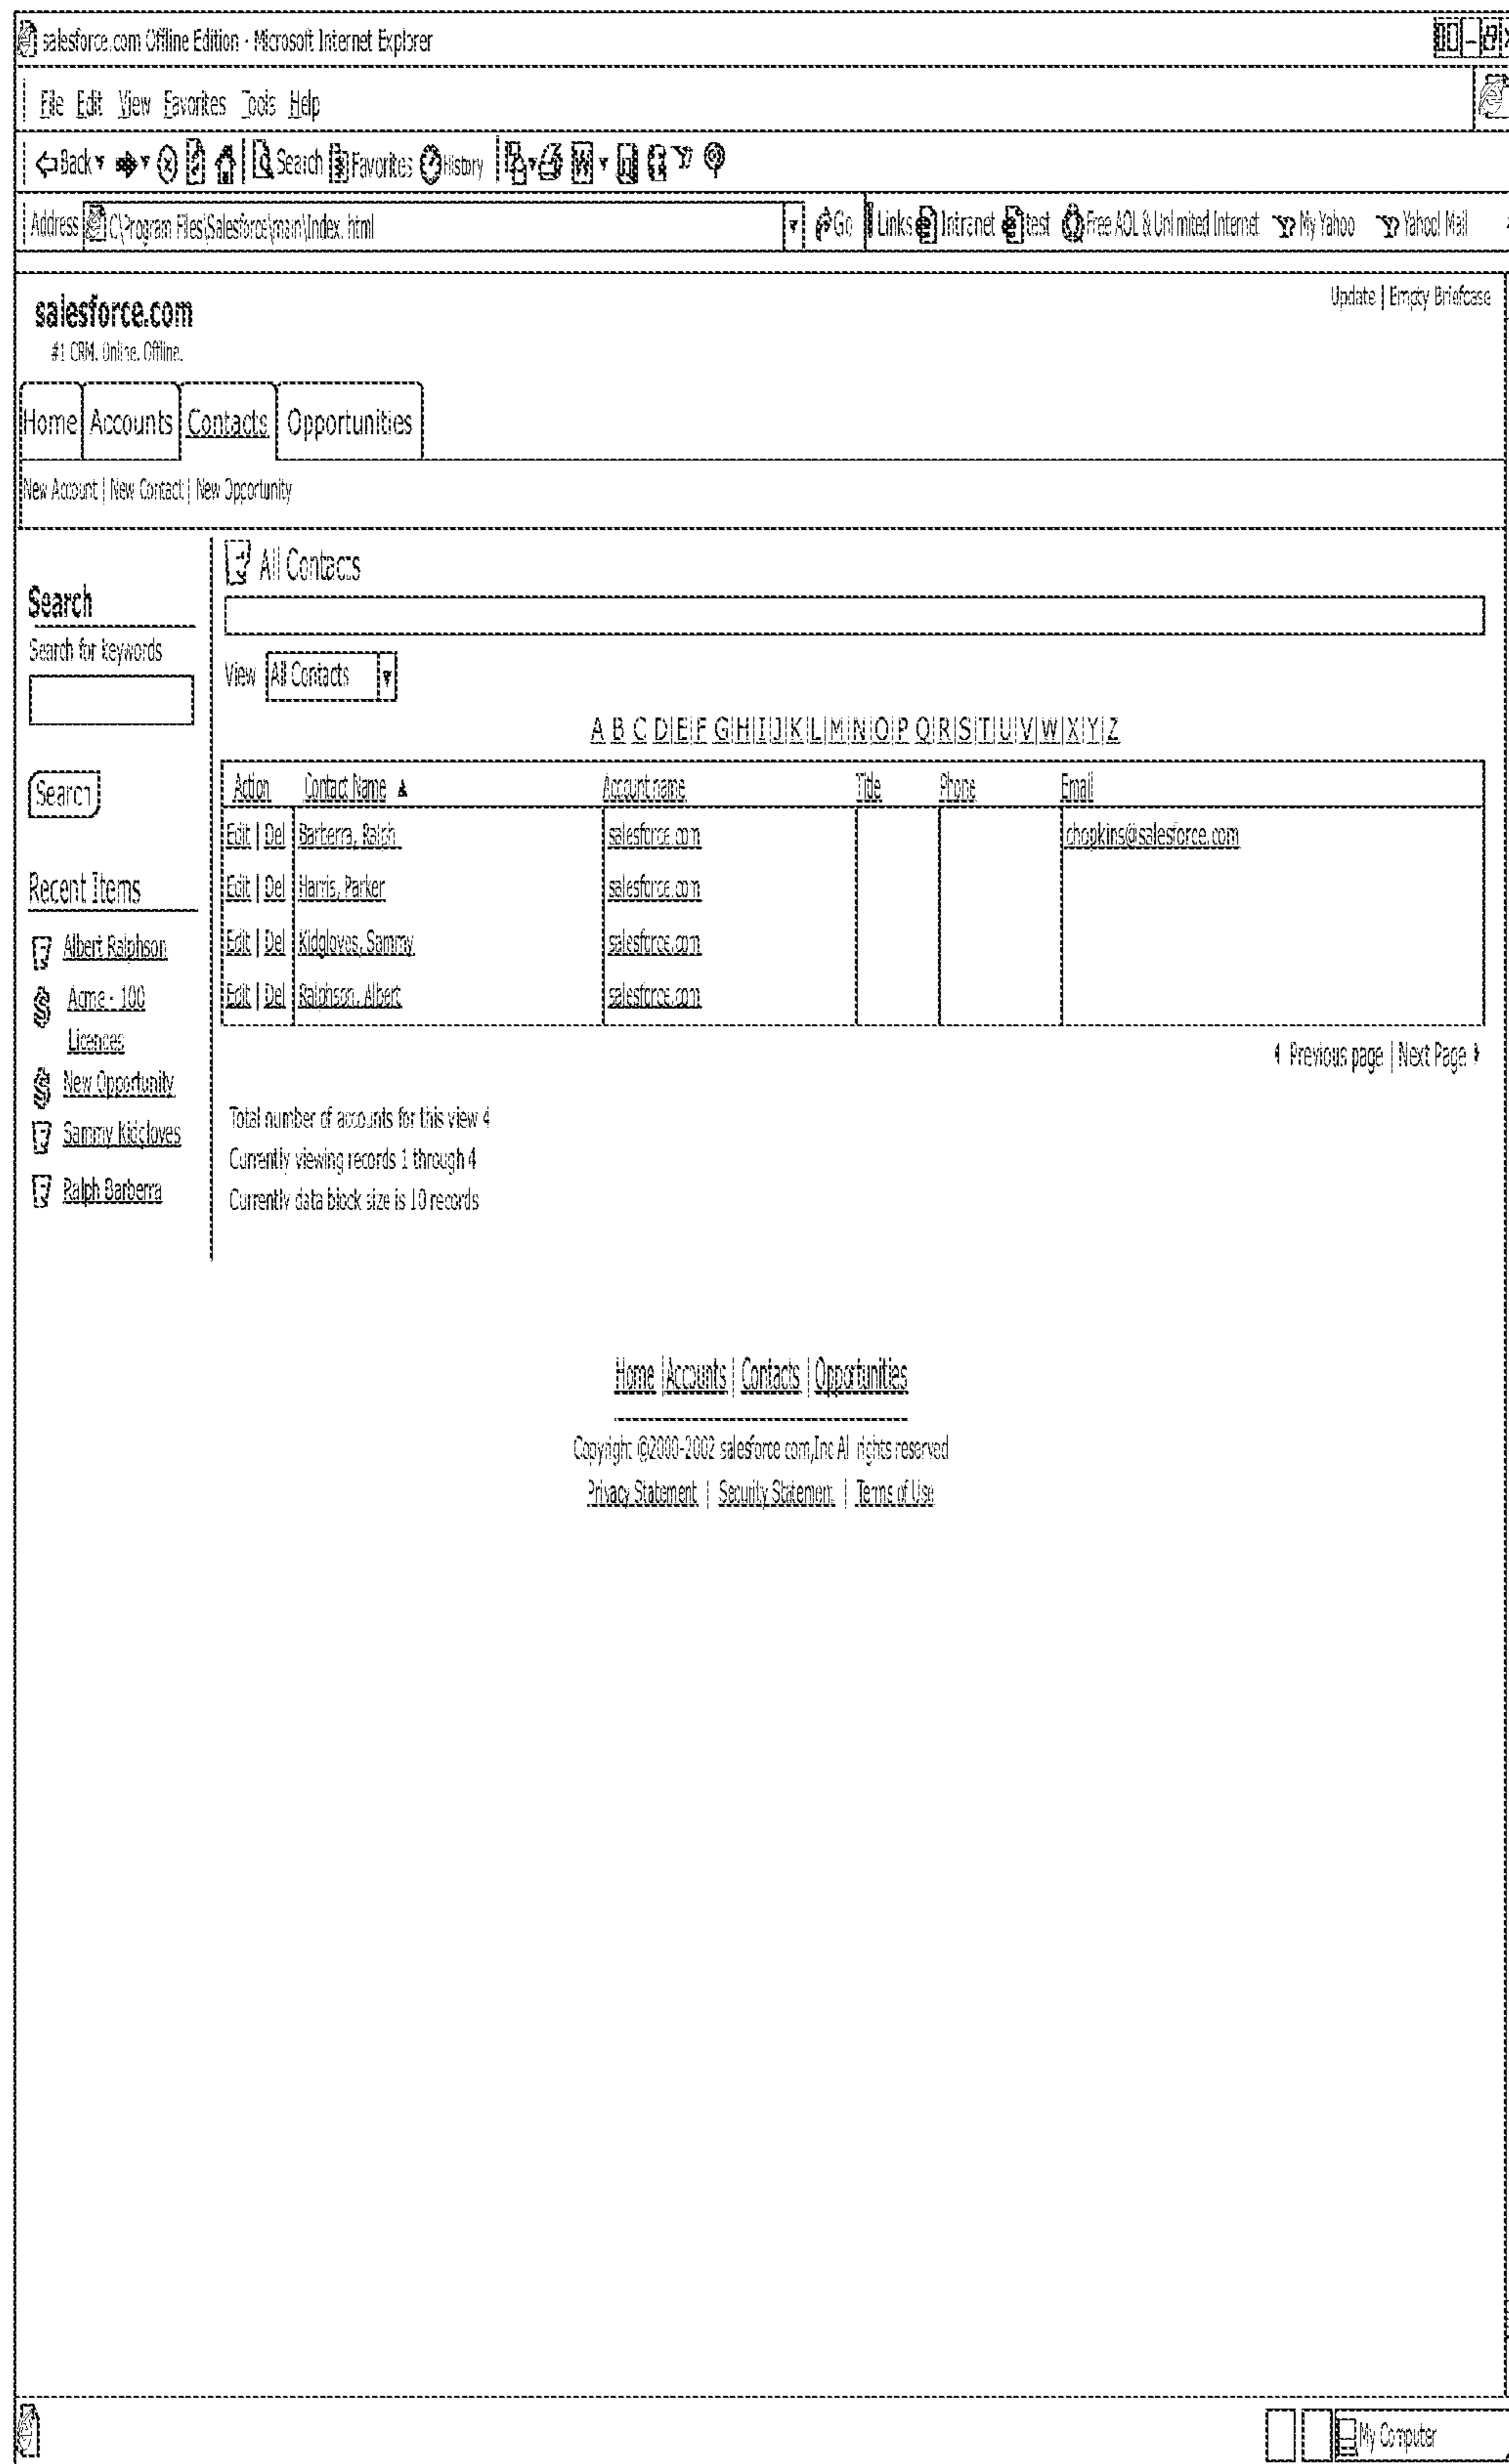 salesforce.com Offline Edition - Microsoft Internet Explorer
File Edit View Favorites Tools Help
Back Search Favorites History
Address C\Program Files\Salesforce\main\Index. html Go Links Intranet test Free AOL & Unlimited Internet My Yahoo Yahoo! Mail
Update | Empty Briefcase
salesforce.com
#1 CRM. Online. Offline.
Home Accounts Contacts Opportunities
New Account | New Contact | New Opportunity
All Contacts
Search
Search for keywords
View All Contacts
A B C D|E|F G|H|I|J|K|L|M|N|O|P Q|R|S|T|U|V|W|X|Y|Z
Search
Action Contact Name ▲ Account name Title Phone Email
Edit | Del Barberra, Ralph salesforce.com chopkins@salesforce.com
Edit | Del Harris, Parker salesforce.com
Edit | Del Kidgloves, Sammy salesforce.com
Edit | Del Ralphson, Albert salesforce.com
Recent Items
Albert Ralphson
Acme - 100
Licences
New Opportunity
Sammy Kidgloves
Ralph Barberra
Previous page | Next Page
Total number of accounts for this view 4
Currently viewing records 1 through 4
Currently data block size is 10 records
Home | Accounts | Contacts | Opportunities
Copyright @2000-2002 salesforce com,Inc All rights reserved
Privacy Statement | Security Statement | Terms of Use
My Computer